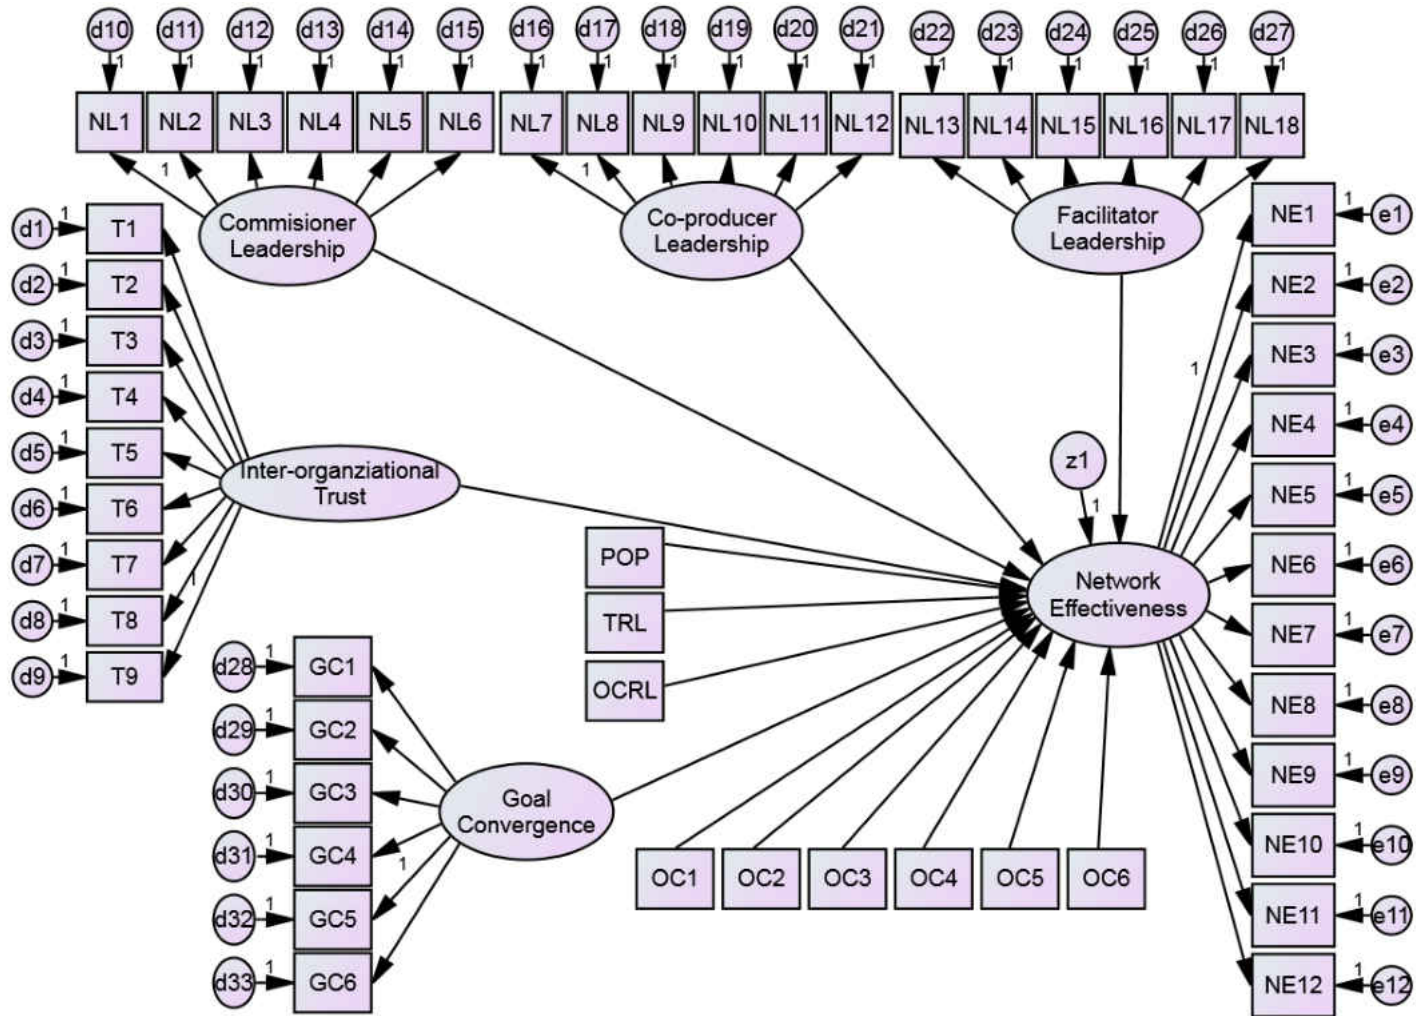 d10 d11 d12 d13 d14 d15 d16 d17 d18 d19 d20 d21 d22 d23 d24 d25 d26 d27
1 1 1 1 1 1 1 1 1 1 1 1 1 1 1 1 1 1
NL1 NL2 NL3 NL4 NL5 NL6 NL7 NL8 NL9 NL10 NL11 NL12 NL13 NL14 NL15 NL16 NL17 NL18
1 1
Commisioner
Leadership
Co-producer
Leadership
Facilitator
Leadership
d1 1 T1
d2 1 T2
d3 1 T3
d4 1 T4
d5 1 T5
d6 1 T6
d7 1 T7
d8 1 T8
d9 1 T9
1
Inter-organziational
Trust
POP
TRL
OCRL
z1
1
Network
Effectiveness
1
NE1 1 e1
NE2 1 e2
NE3 1 e3
NE4 1 e4
NE5 1 e5
NE6 1 e6
NE7 1 e7
NE8 1 e8
NE9 1 e9
NE10 1 e10
NE11 1 e11
NE12 1 e12
d28 1 GC1
d29 1 GC2
d30 1 GC3
d31 1 GC4
d32 1 GC5
d33 1 GC6
1
Goal
Convergence
OC1 OC2 OC3 OC4 OC5 OC6